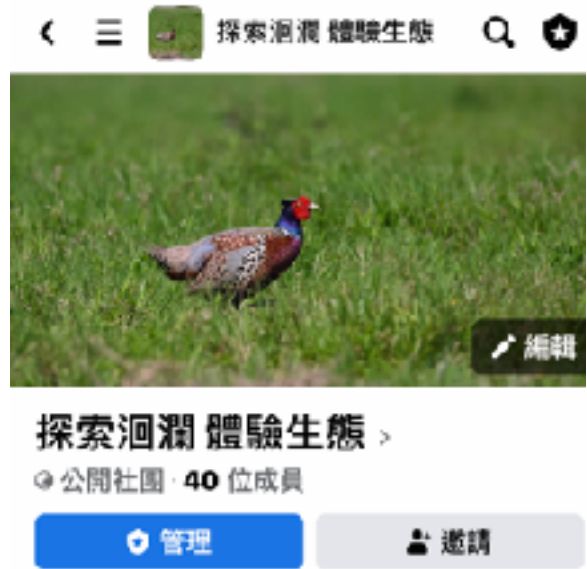 探索洄瀾 體驗生態
編輯
探索洄瀾 體驗生態 >
公開社團 · 40 位成員
管理
邀請